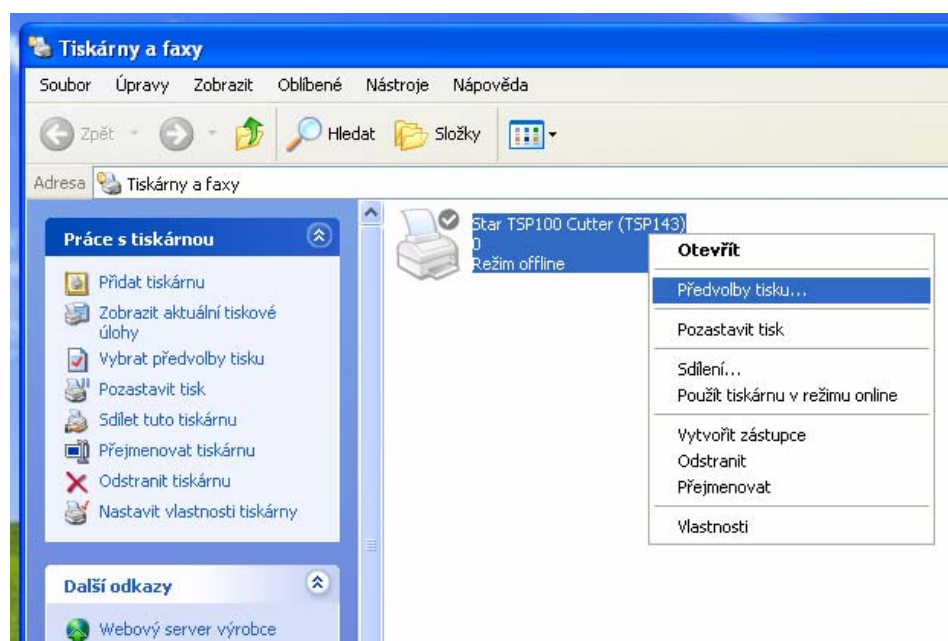 Tiskárny a faxy
Soubor Úpravy Zobrazit Oblíbené Nástroje Nápověda
Zpět Hledat Složky
Adresa Tiskárny a faxy
Práce s tiskárnou
Přidat tiskárnu
Zobrazit aktuální tiskové
úlohy
Vybrat předvolby tisku
Pozastavit tisk
Sdílet tuto tiskárnu
Přejmenovat tiskárnu
Odstranit tiskárnu
Nastavit vlastnosti tiskárny
Další odkazy
Webový server výrobce
Star TSP100 Cutter (TSP143)
0
Režim offline
Otevřít
Předvolby tisku...
Pozastavit tisk
Sdílení...
Použít tiskárnu v režimu online
Vytvořit zástupce
Odstranit
Přejmenovat
Vlastnosti